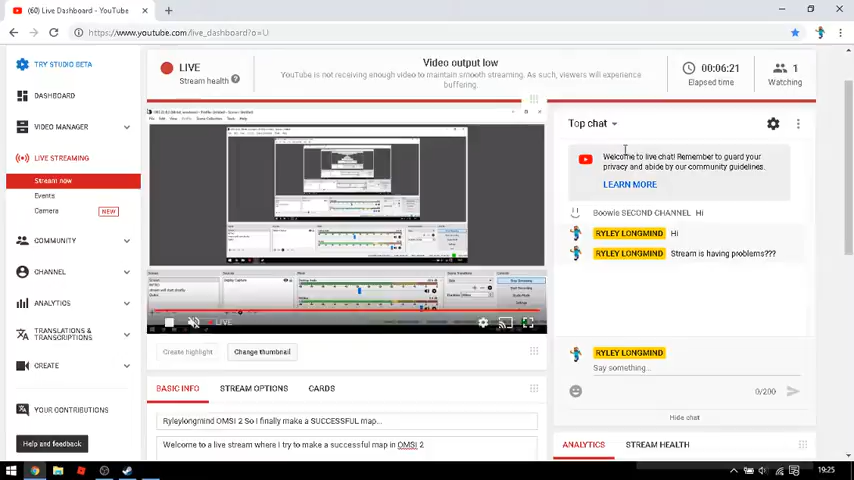 (60) Live Dashboard - YouTube
https://www.youtube.com/live_dashboard?o=U
TRY STUDIO BETA
DASHBOARD
VIDEO MANAGER
LIVE STREAMING
Stream now
Events
Camera
NEW
COMMUNITY
CHANNEL
ANALYTICS
TRANSLATIONS &
TRANSCRIPTIONS
CREATE
YOUR CONTRIBUTIONS
Help and feedback
LIVE
Stream health
Video output low
YouTube is not receiving enough video to maintain smooth streaming. As such, viewers will experience
buffering.
00:06:21
Elapsed time
1
Watching
LIVE
Create highlight
Change thumbnail
BASIC INFO
STREAM OPTIONS
CARDS
Ryleylongmind OMSI 2 So I finally make a SUCCESSFUL map...
Welcome to a live stream where I try to make a successful map in OMSI 2
Top chat
Welcome to live chat! Remember to guard your
privacy and abide by our community guidelines.
LEARN MORE
Boowie SECOND CHANNEL Hi
RYLEY LONGMIND Hi
RYLEY LONGMIND Stream is having problems???
RYLEY LONGMIND
Say something...
0/200
Hide chat
ANALYTICS
STREAM HEALTH
19:25